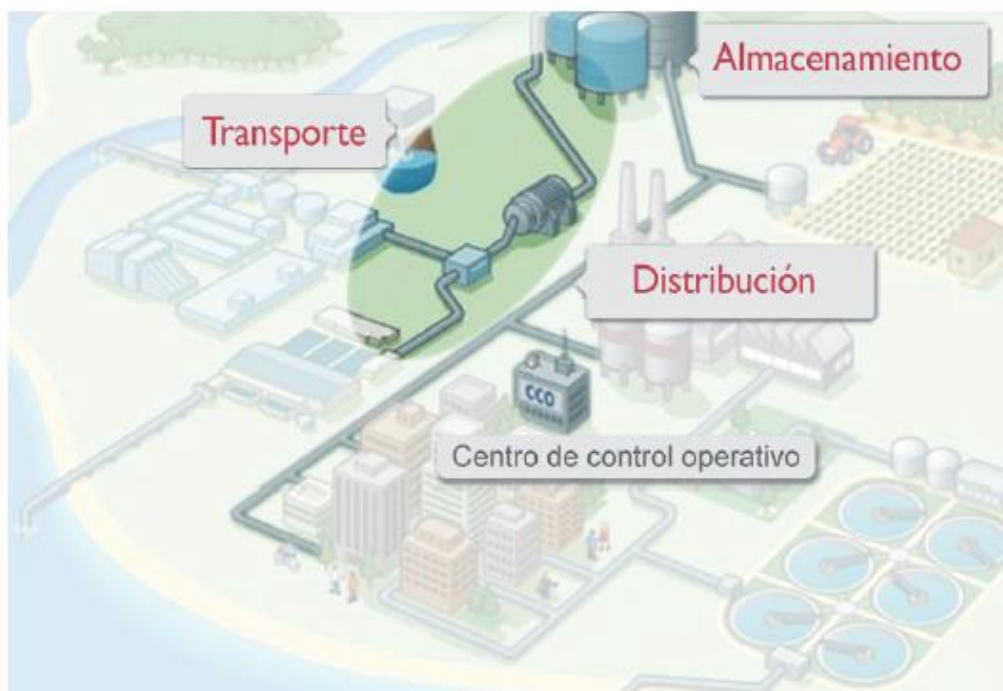 Almacenamiento
Transporte
Distribución
CCO
Centro de control operativo